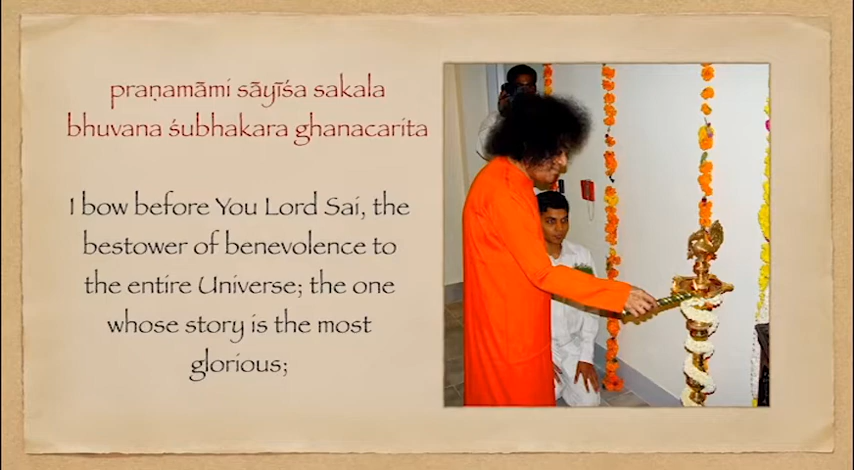 praṇamāmi sāyīśa sakala
bhuvana śubhakara ghanacarita
I bow before You Lord Sai, the
bestower of benevolence to
the entire Universe; the one
whose story is the most
glorious;